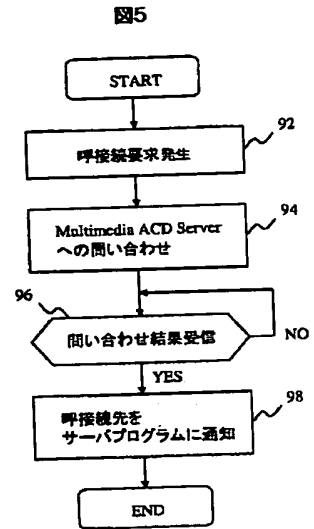 図5
START
92
呼接続要求発生
94
Multimedia ACD Server
への問い合わせ
96
問い合わせ結果受信
NO
YES
98
呼接続先を
サーバプログラムに通知
END